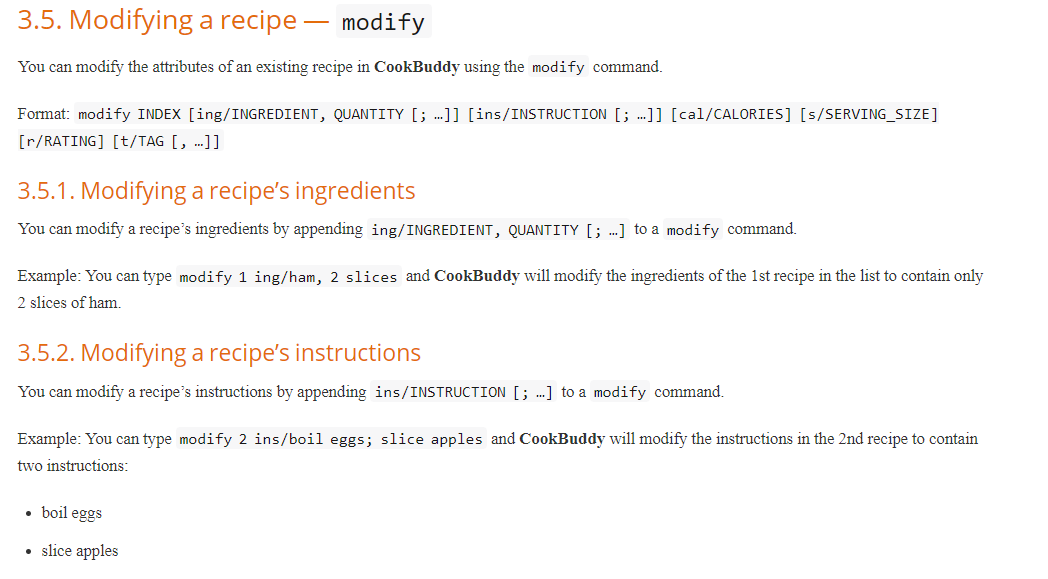 3.5. Modifying a recipe — modify
You can modify the attributes of an existing recipe in CookBuddy using the modify command.
Format: modify INDEX [ing/INGREDIENT, QUANTITY [; …]] [ins/INSTRUCTION [; …]] [cal/CALORIES] [s/SERVING_SIZE]
[r/RATING] [t/TAG [, …]]
3.5.1. Modifying a recipe’s ingredients
You can modify a recipe’s ingredients by appending ing/INGREDIENT, QUANTITY [; …] to a modify command.
Example: You can type modify 1 ing/ham, 2 slices and CookBuddy will modify the ingredients of the 1st recipe in the list to contain only
2 slices of ham.
3.5.2. Modifying a recipe’s instructions
You can modify a recipe’s instructions by appending ins/INSTRUCTION [; …] to a modify command.
Example: You can type modify 2 ins/boil eggs; slice apples and CookBuddy will modify the instructions in the 2nd recipe to contain
two instructions:
• boil eggs
• slice apples